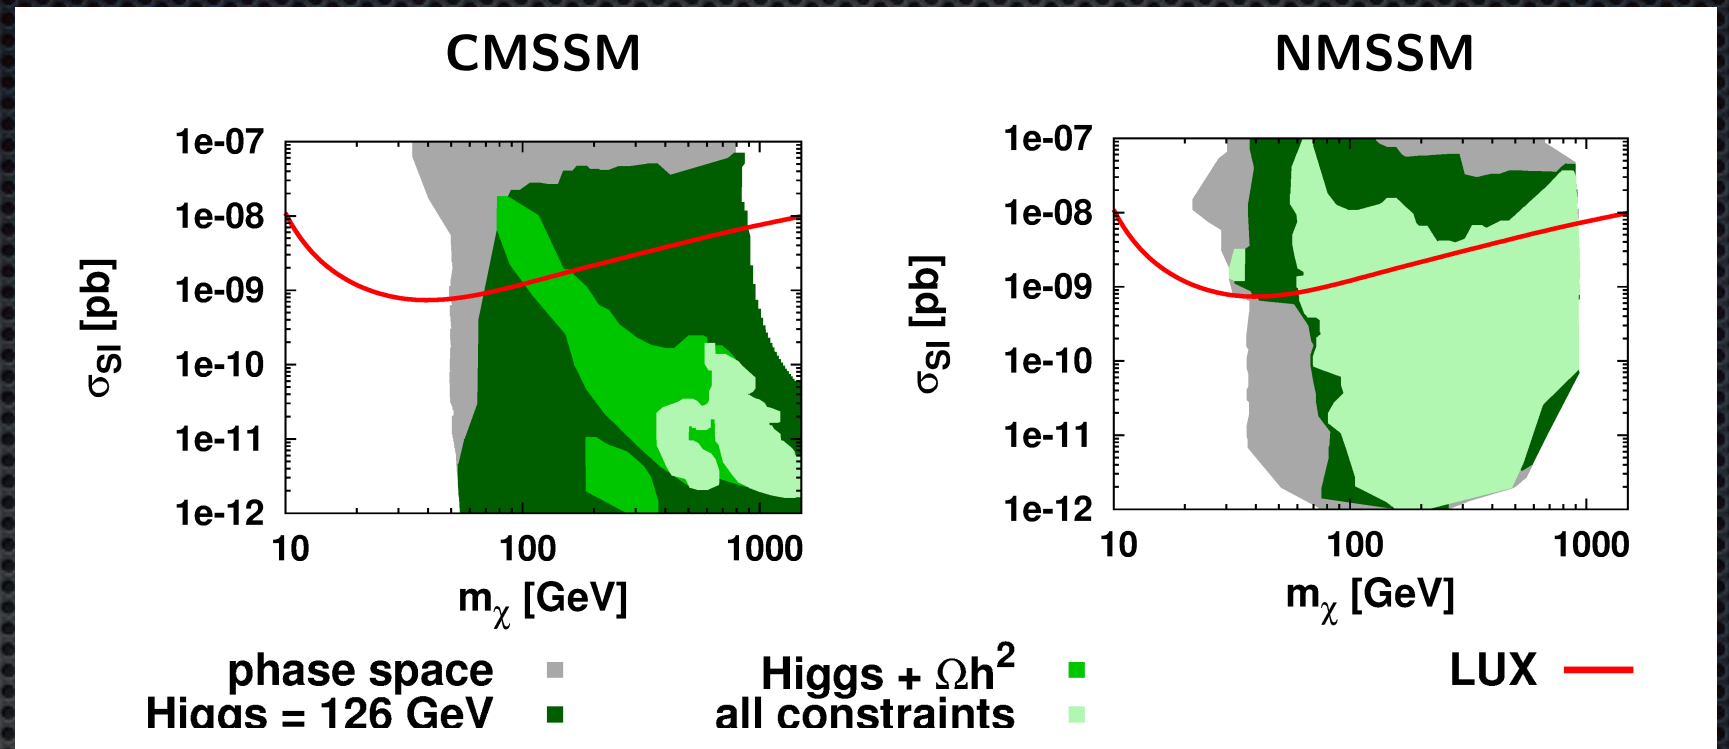 CMSSM
NMSSM
1e-07
1e-08
1e-09
1e-10
1e-11
1e-12
σSI [pb]
10 100 1000
mχ [GeV]
1e-07
1e-08
1e-09
1e-10
1e-11
1e-12
σSI [pb]
10 100 1000
mχ [GeV]
phase space
Higgs = 126 GeV
Higgs + Ωh²
all constraints
LUX